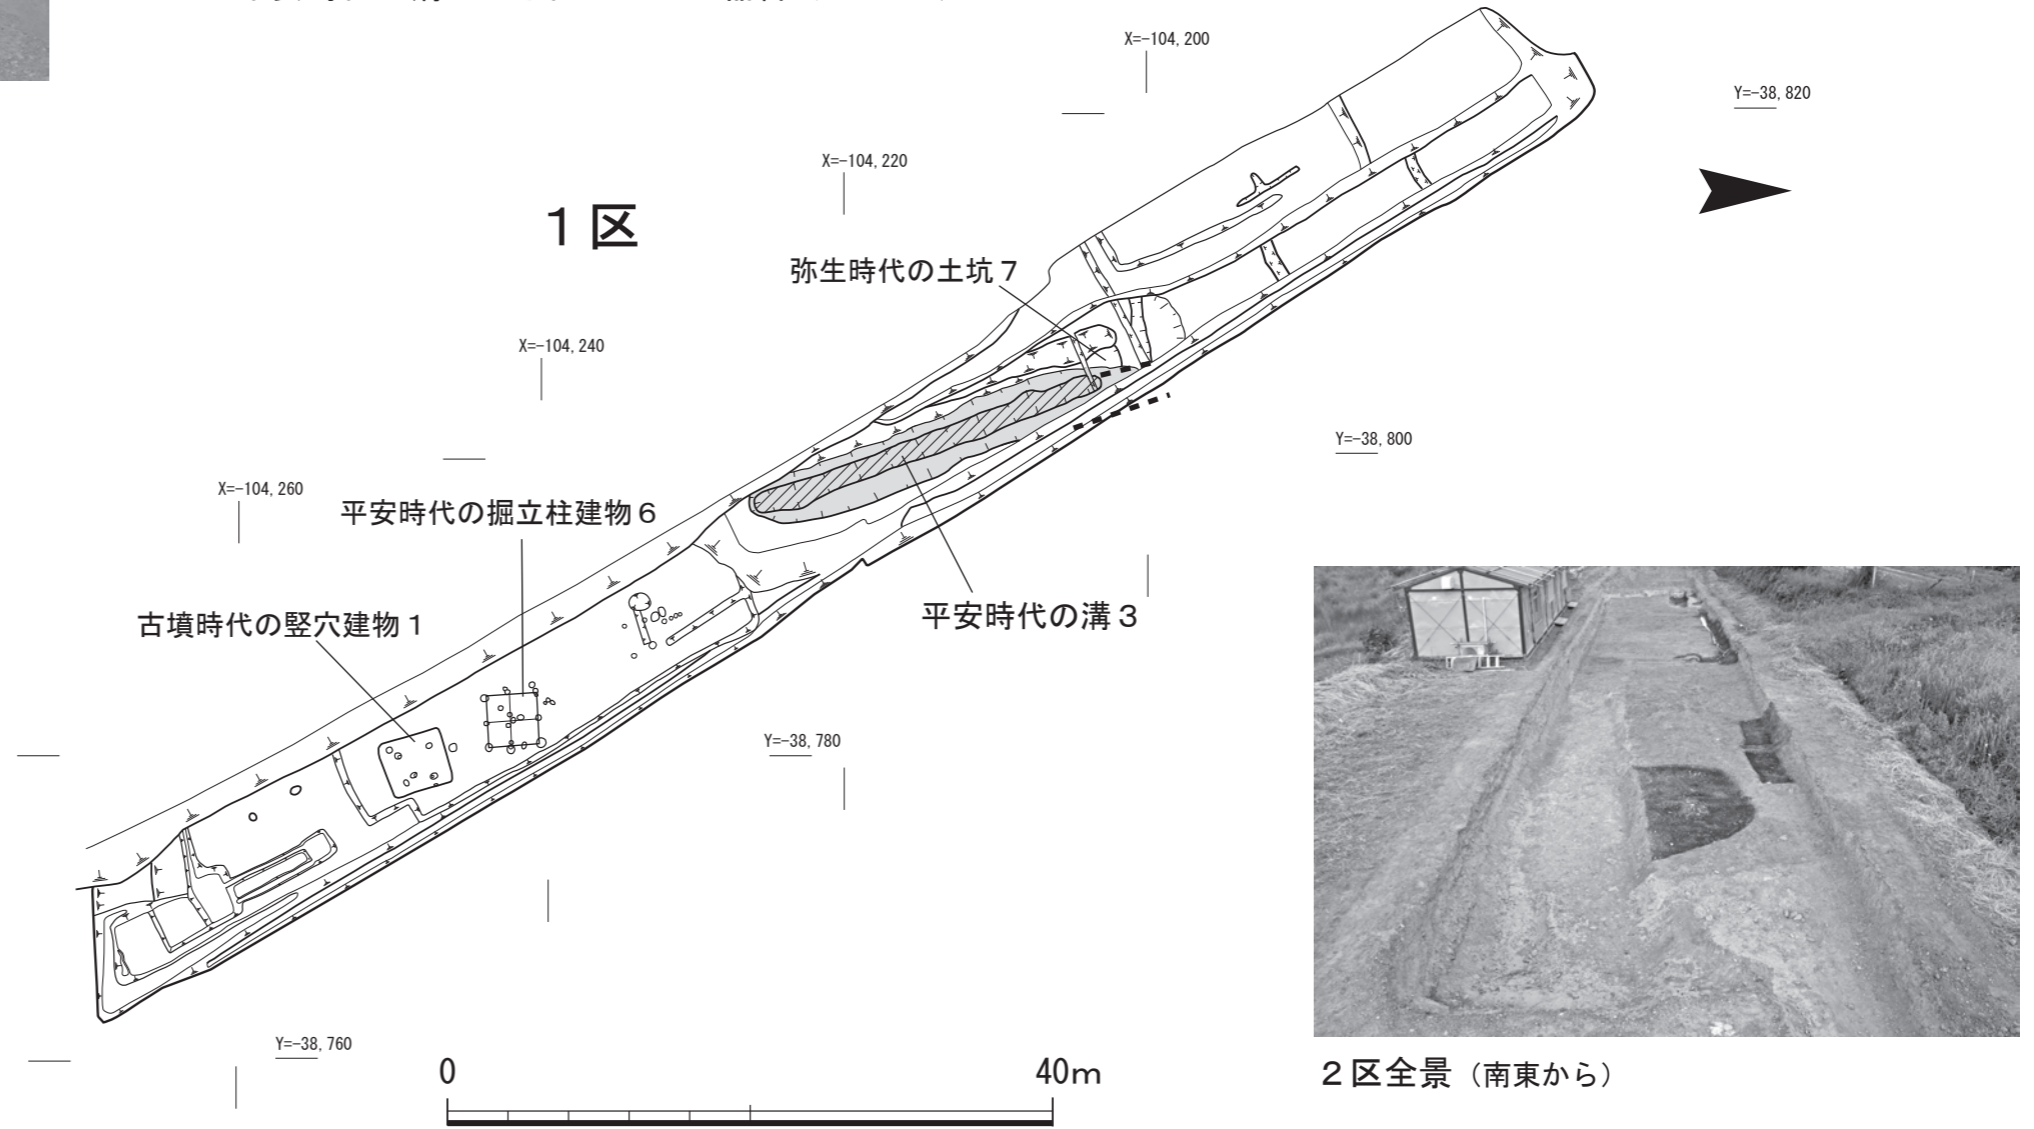 X=-104,200
Y=-38,820
X=-104,220
1区
弥生時代の土坑7
X=-104,240
Y=-38,800
X=-104,260
平安時代の掘立柱建物6
古墳時代の竪穴建物1
平安時代の溝3
Y=-38,780
Y=-38,760
0 40m
2区全景（南東から）